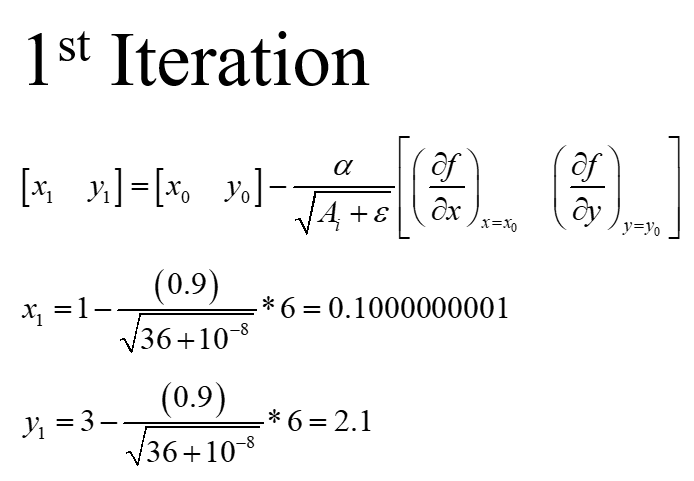 1st Iteration
[x₁ y₁] = [x₀ y₀] − α / √(Aᵢ + ε) [(∂f/∂x)ₓ₌ₓ₀ (∂f/∂y)y=y₀]
x₁ = 1 − (0.9) / √(36 + 10⁻⁸) * 6 = 0.1000000001
y₁ = 3 − (0.9) / √(36 + 10⁻⁸) * 6 = 2.1